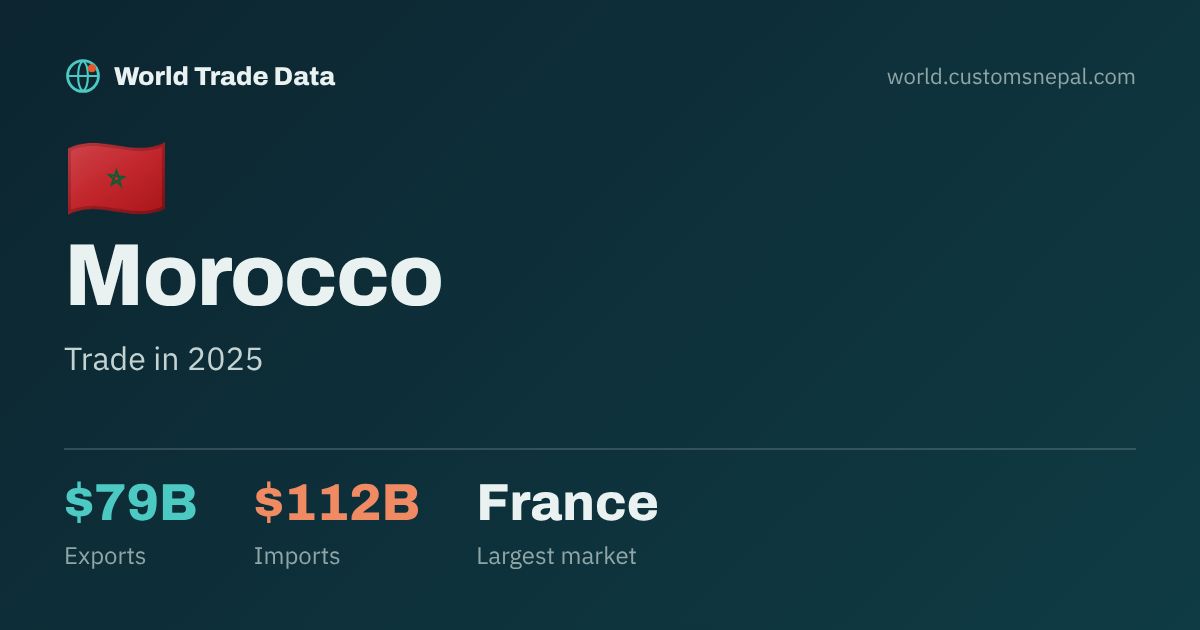 World Trade Data
world.customsnepal.com
Morocco
Trade in 2025
$79B
Exports
$112B
Imports
France
Largest market